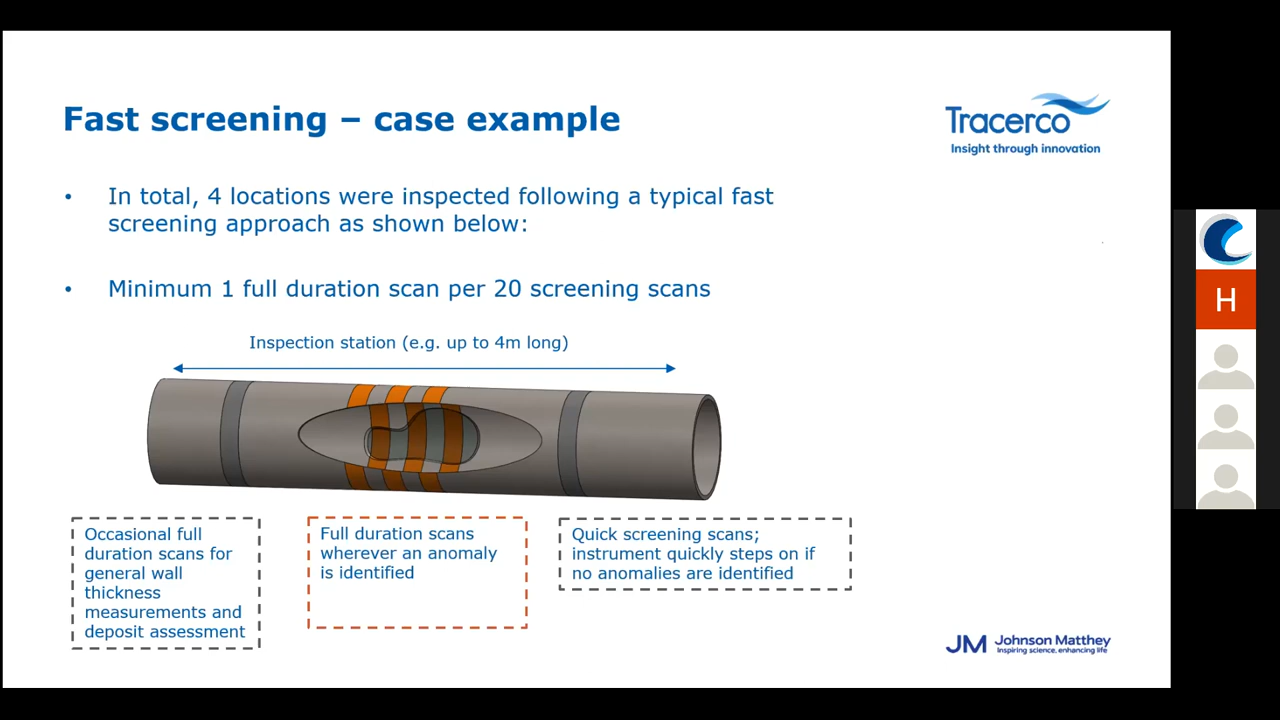 Fast screening – case example
Tracerco
Insight through innovation
• In total, 4 locations were inspected following a typical fast
screening approach as shown below:
• Minimum 1 full duration scan per 20 screening scans
Inspection station (e.g. up to 4m long)
Occasional full
duration scans for
general wall
thickness
measurements and
deposit assessment
Full duration scans
wherever an anomaly
is identified
Quick screening scans;
instrument quickly steps on if
no anomalies are identified
JM Johnson Matthey
Inspiring science, enhancing life
H